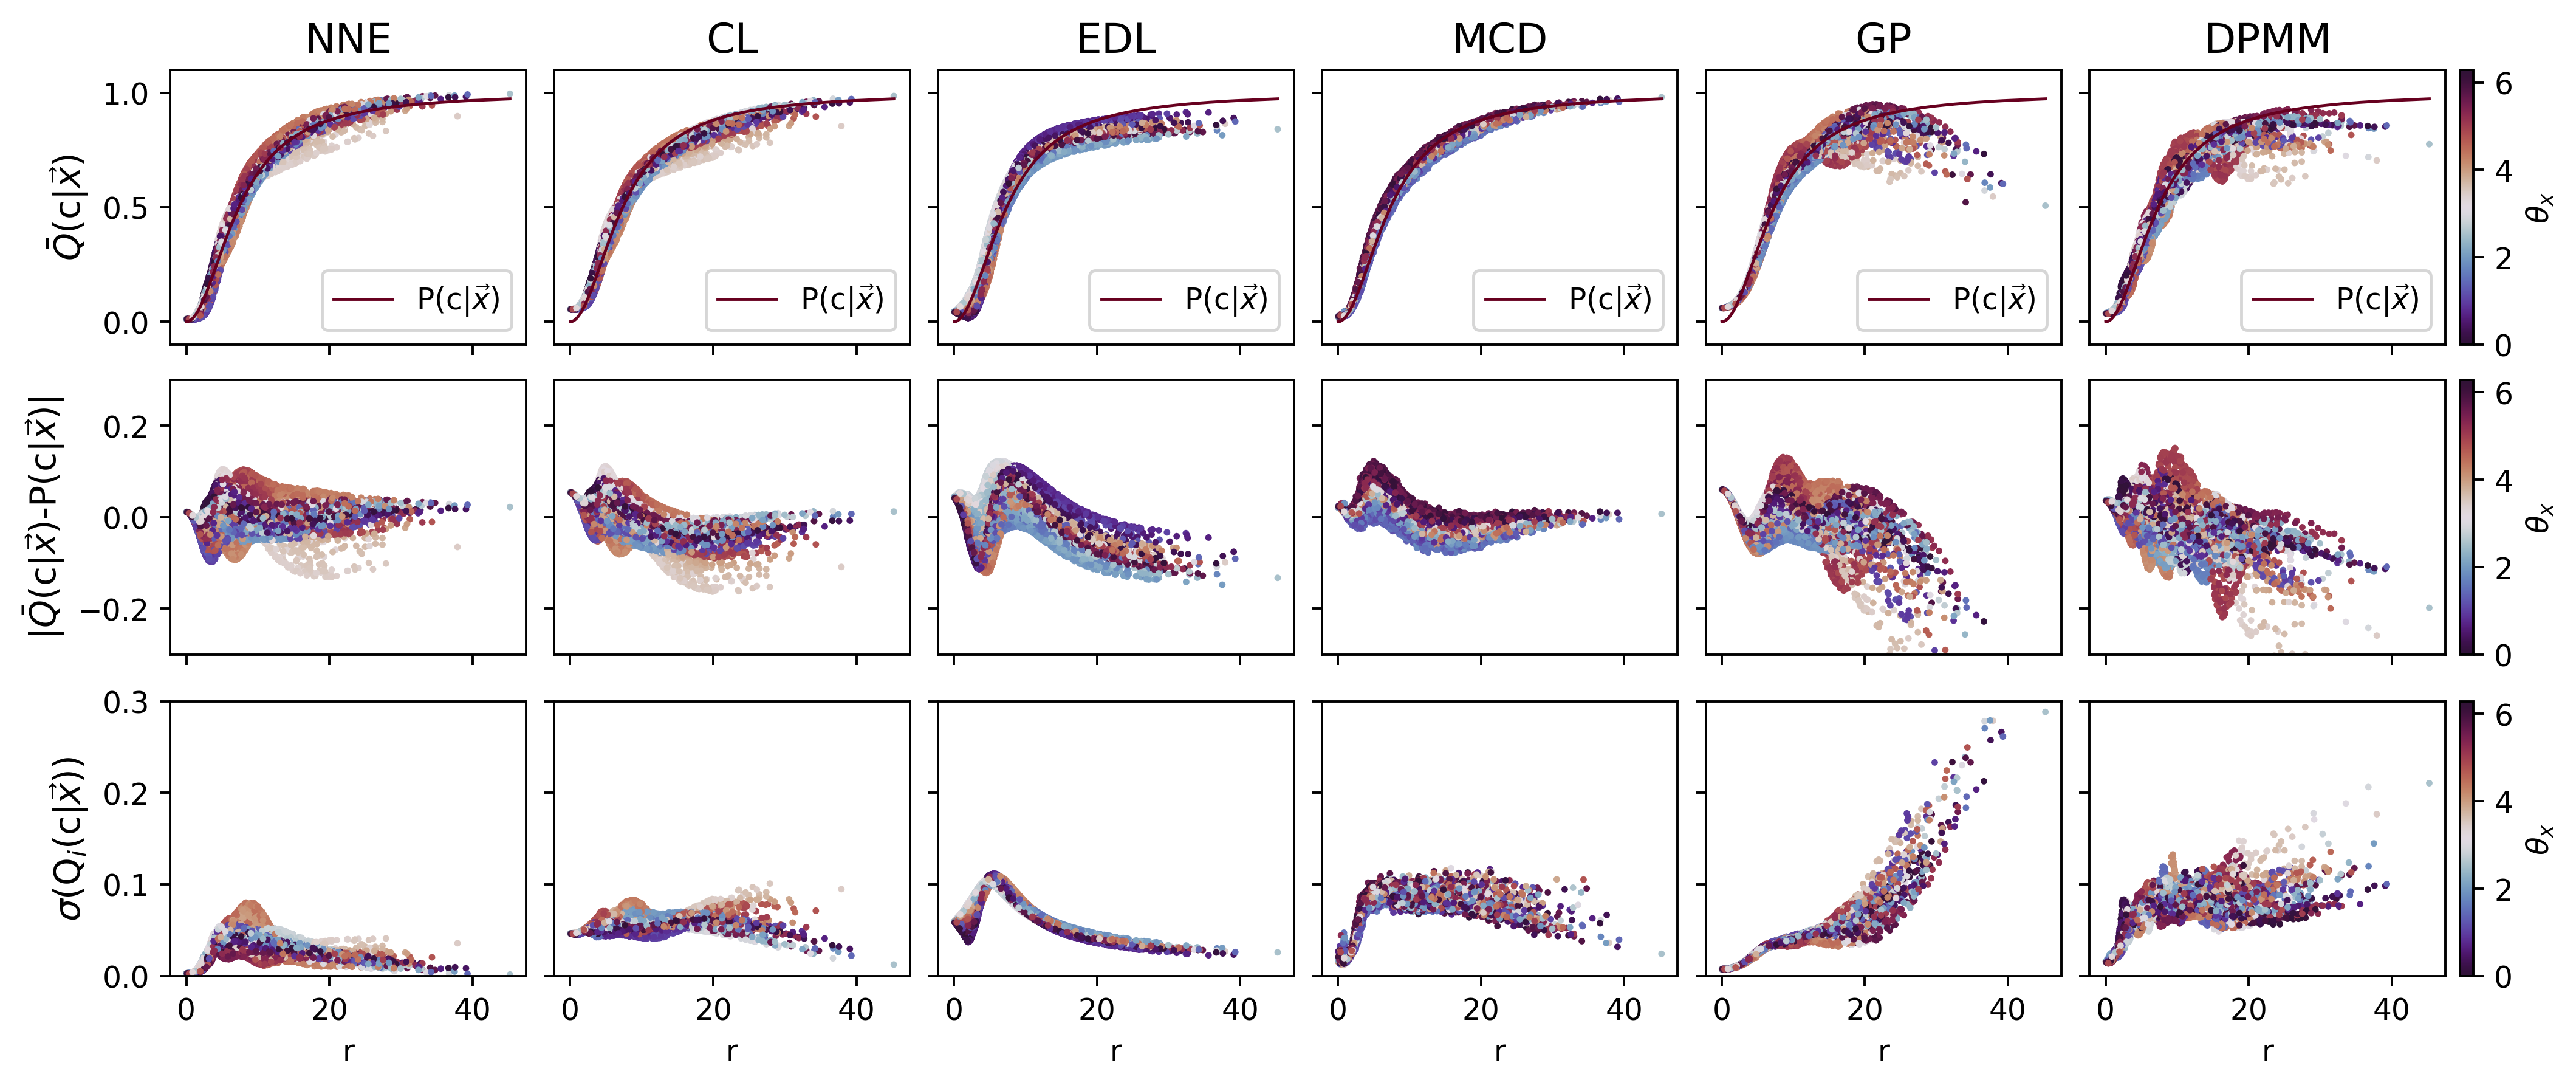 NNE CL EDL MCD GP DPMM
Q̄(c|x⃗)
1.0
0.5
0.0
P(c|x⃗) P(c|x⃗) P(c|x⃗) P(c|x⃗) P(c|x⃗) P(c|x⃗)
6
4
2
0
θₓ
|Q̄(c|x⃗)-P(c|x⃗)|
0.2
0.0
−0.2
6
4
2
0
θₓ
σ(Qᵢ(c|x⃗))
0.3
0.2
0.1
0.0
6
4
2
0
θₓ
0 20 40 0 20 40 0 20 40 0 20 40 0 20 40 0 20 40
r r r r r r